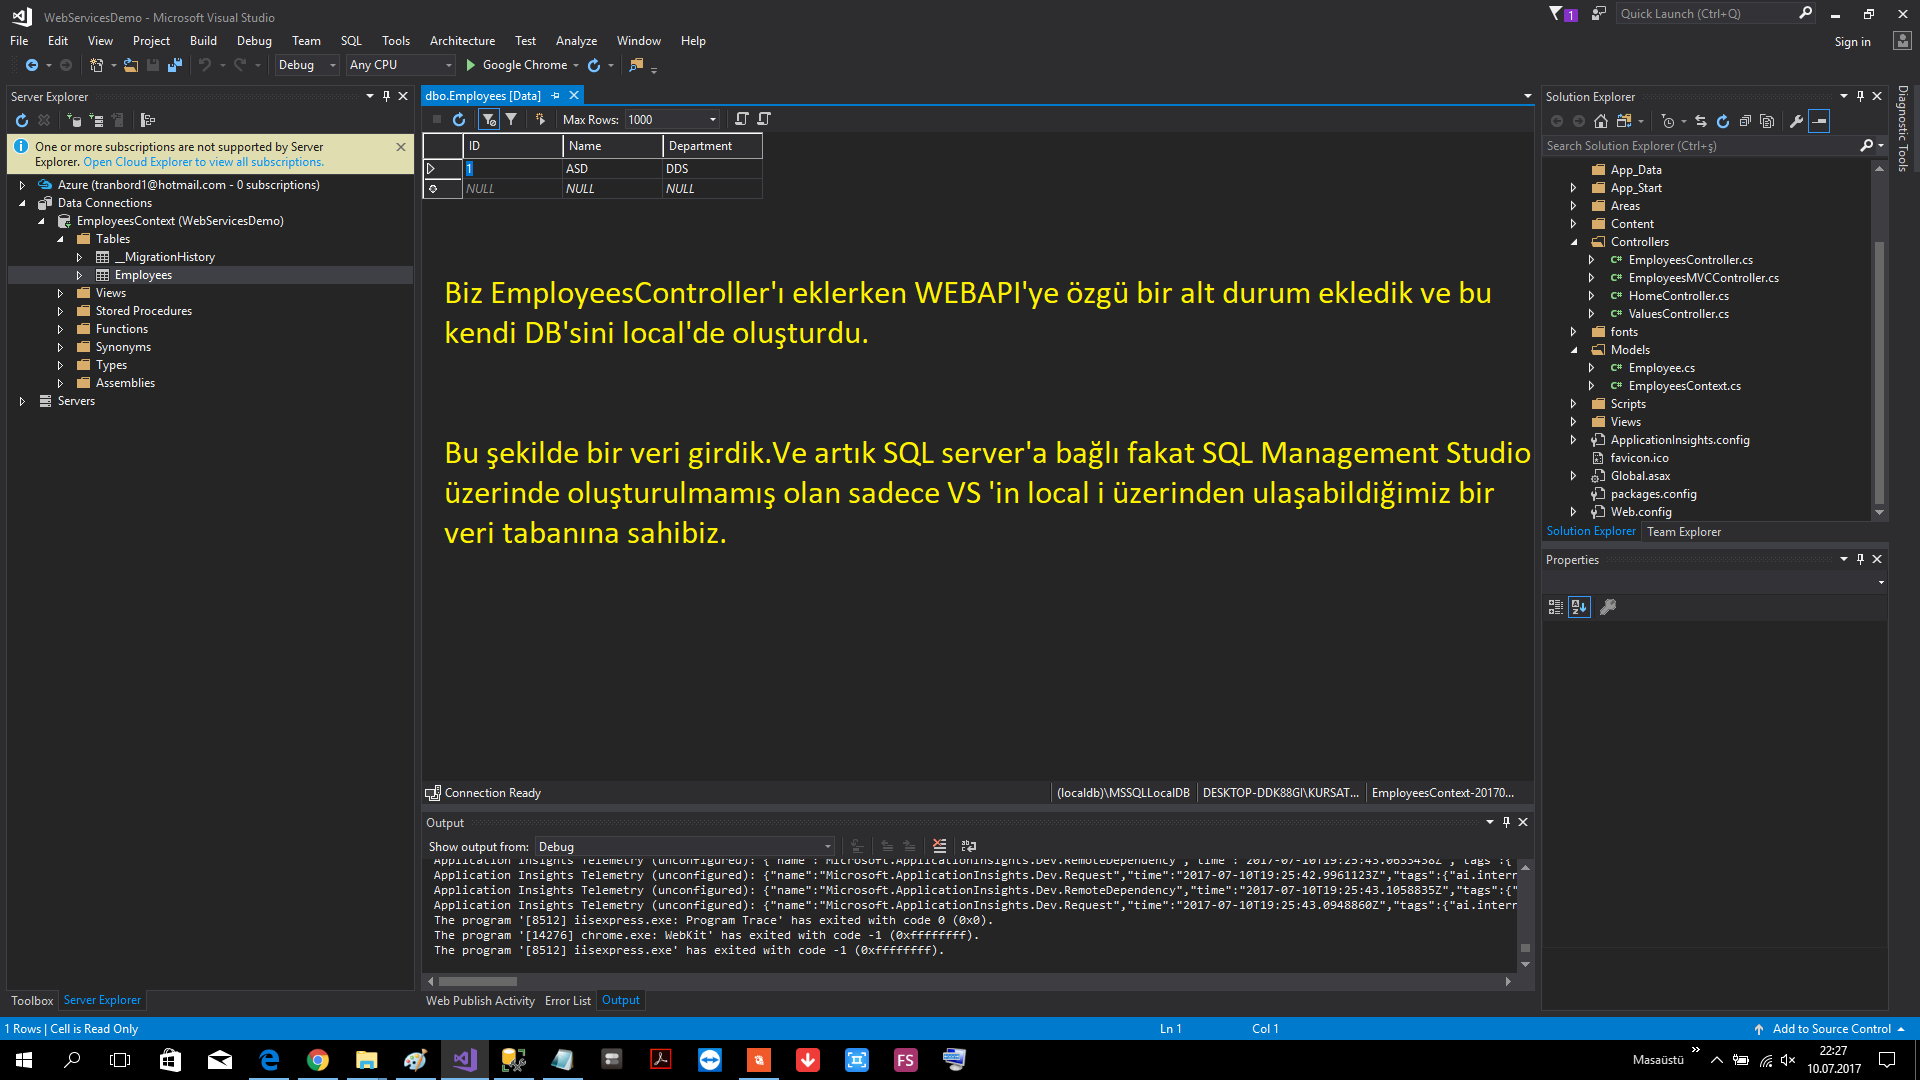 WebServicesDemo - Microsoft Visual Studio
1
Quick Launch (Ctrl+Q)
File Edit View Project Build Debug Team SQL Tools Architecture Test Analyze Window Help
Sign in
Debug Any CPU Google Chrome
Server Explorer
One or more subscriptions are not supported by Server
Explorer. Open Cloud Explorer to view all subscriptions.
Azure (tranbord1@hotmail.com - 0 subscriptions)
Data Connections
EmployeesContext (WebServicesDemo)
Tables
__MigrationHistory
Employees
Views
Stored Procedures
Functions
Synonyms
Types
Assemblies
Servers
Toolbox Server Explorer
dbo.Employees [Data]
Max Rows: 1000
ID Name Department
1 ASD DDS
NULL NULL NULL
Biz EmployeesController'ı eklerken WEBAPI'ye özgü bir alt durum ekledik ve bu
kendi DB'sini local'de oluşturdu.
Bu şekilde bir veri girdik.Ve artık SQL server'a bağlı fakat SQL Management Studio
üzerinde oluşturulmamış olan sadece VS 'in local i üzerinden ulaşabildiğimiz bir
veri tabanına sahibiz.
Connection Ready
(localdb)\MSSQLLocalDB DESKTOP-DDK88GI\KURSAT... EmployeesContext-20170...
Output
Show output from: Debug
Application Insights Telemetry (unconfigured): {"name":"Microsoft.ApplicationInsights.Dev.RemoteDependency","time":"2017-07-10T19:25:43.0633438Z","tags":{
Application Insights Telemetry (unconfigured): {"name":"Microsoft.ApplicationInsights.Dev.Request","time":"2017-07-10T19:25:42.9961123Z","tags":{"ai.intern
Application Insights Telemetry (unconfigured): {"name":"Microsoft.ApplicationInsights.Dev.RemoteDependency","time":"2017-07-10T19:25:43.1058835Z","tags":{"
Application Insights Telemetry (unconfigured): {"name":"Microsoft.ApplicationInsights.Dev.Request","time":"2017-07-10T19:25:43.0948860Z","tags":{"ai.intern
The program '[8512] iisexpress.exe: Program Trace' has exited with code 0 (0x0).
The program '[14276] chrome.exe: WebKit' has exited with code -1 (0xffffffff).
The program '[8512] iisexpress.exe' has exited with code -1 (0xffffffff).
Web Publish Activity Error List Output
Solution Explorer
Search Solution Explorer (Ctrl+ş)
App_Data
App_Start
Areas
Content
Controllers
C# EmployeesController.cs
C# EmployeesMVCController.cs
C# HomeController.cs
C# ValuesController.cs
fonts
Models
C# Employee.cs
C# EmployeesContext.cs
Scripts
Views
ApplicationInsights.config
favicon.ico
Global.asax
packages.config
Web.config
Solution Explorer Team Explorer
Properties
Diagnostic Tools
1 Rows | Cell is Read Only
Ln 1 Col 1
Add to Source Control
FS
Masaüstü
22:27
10.07.2017